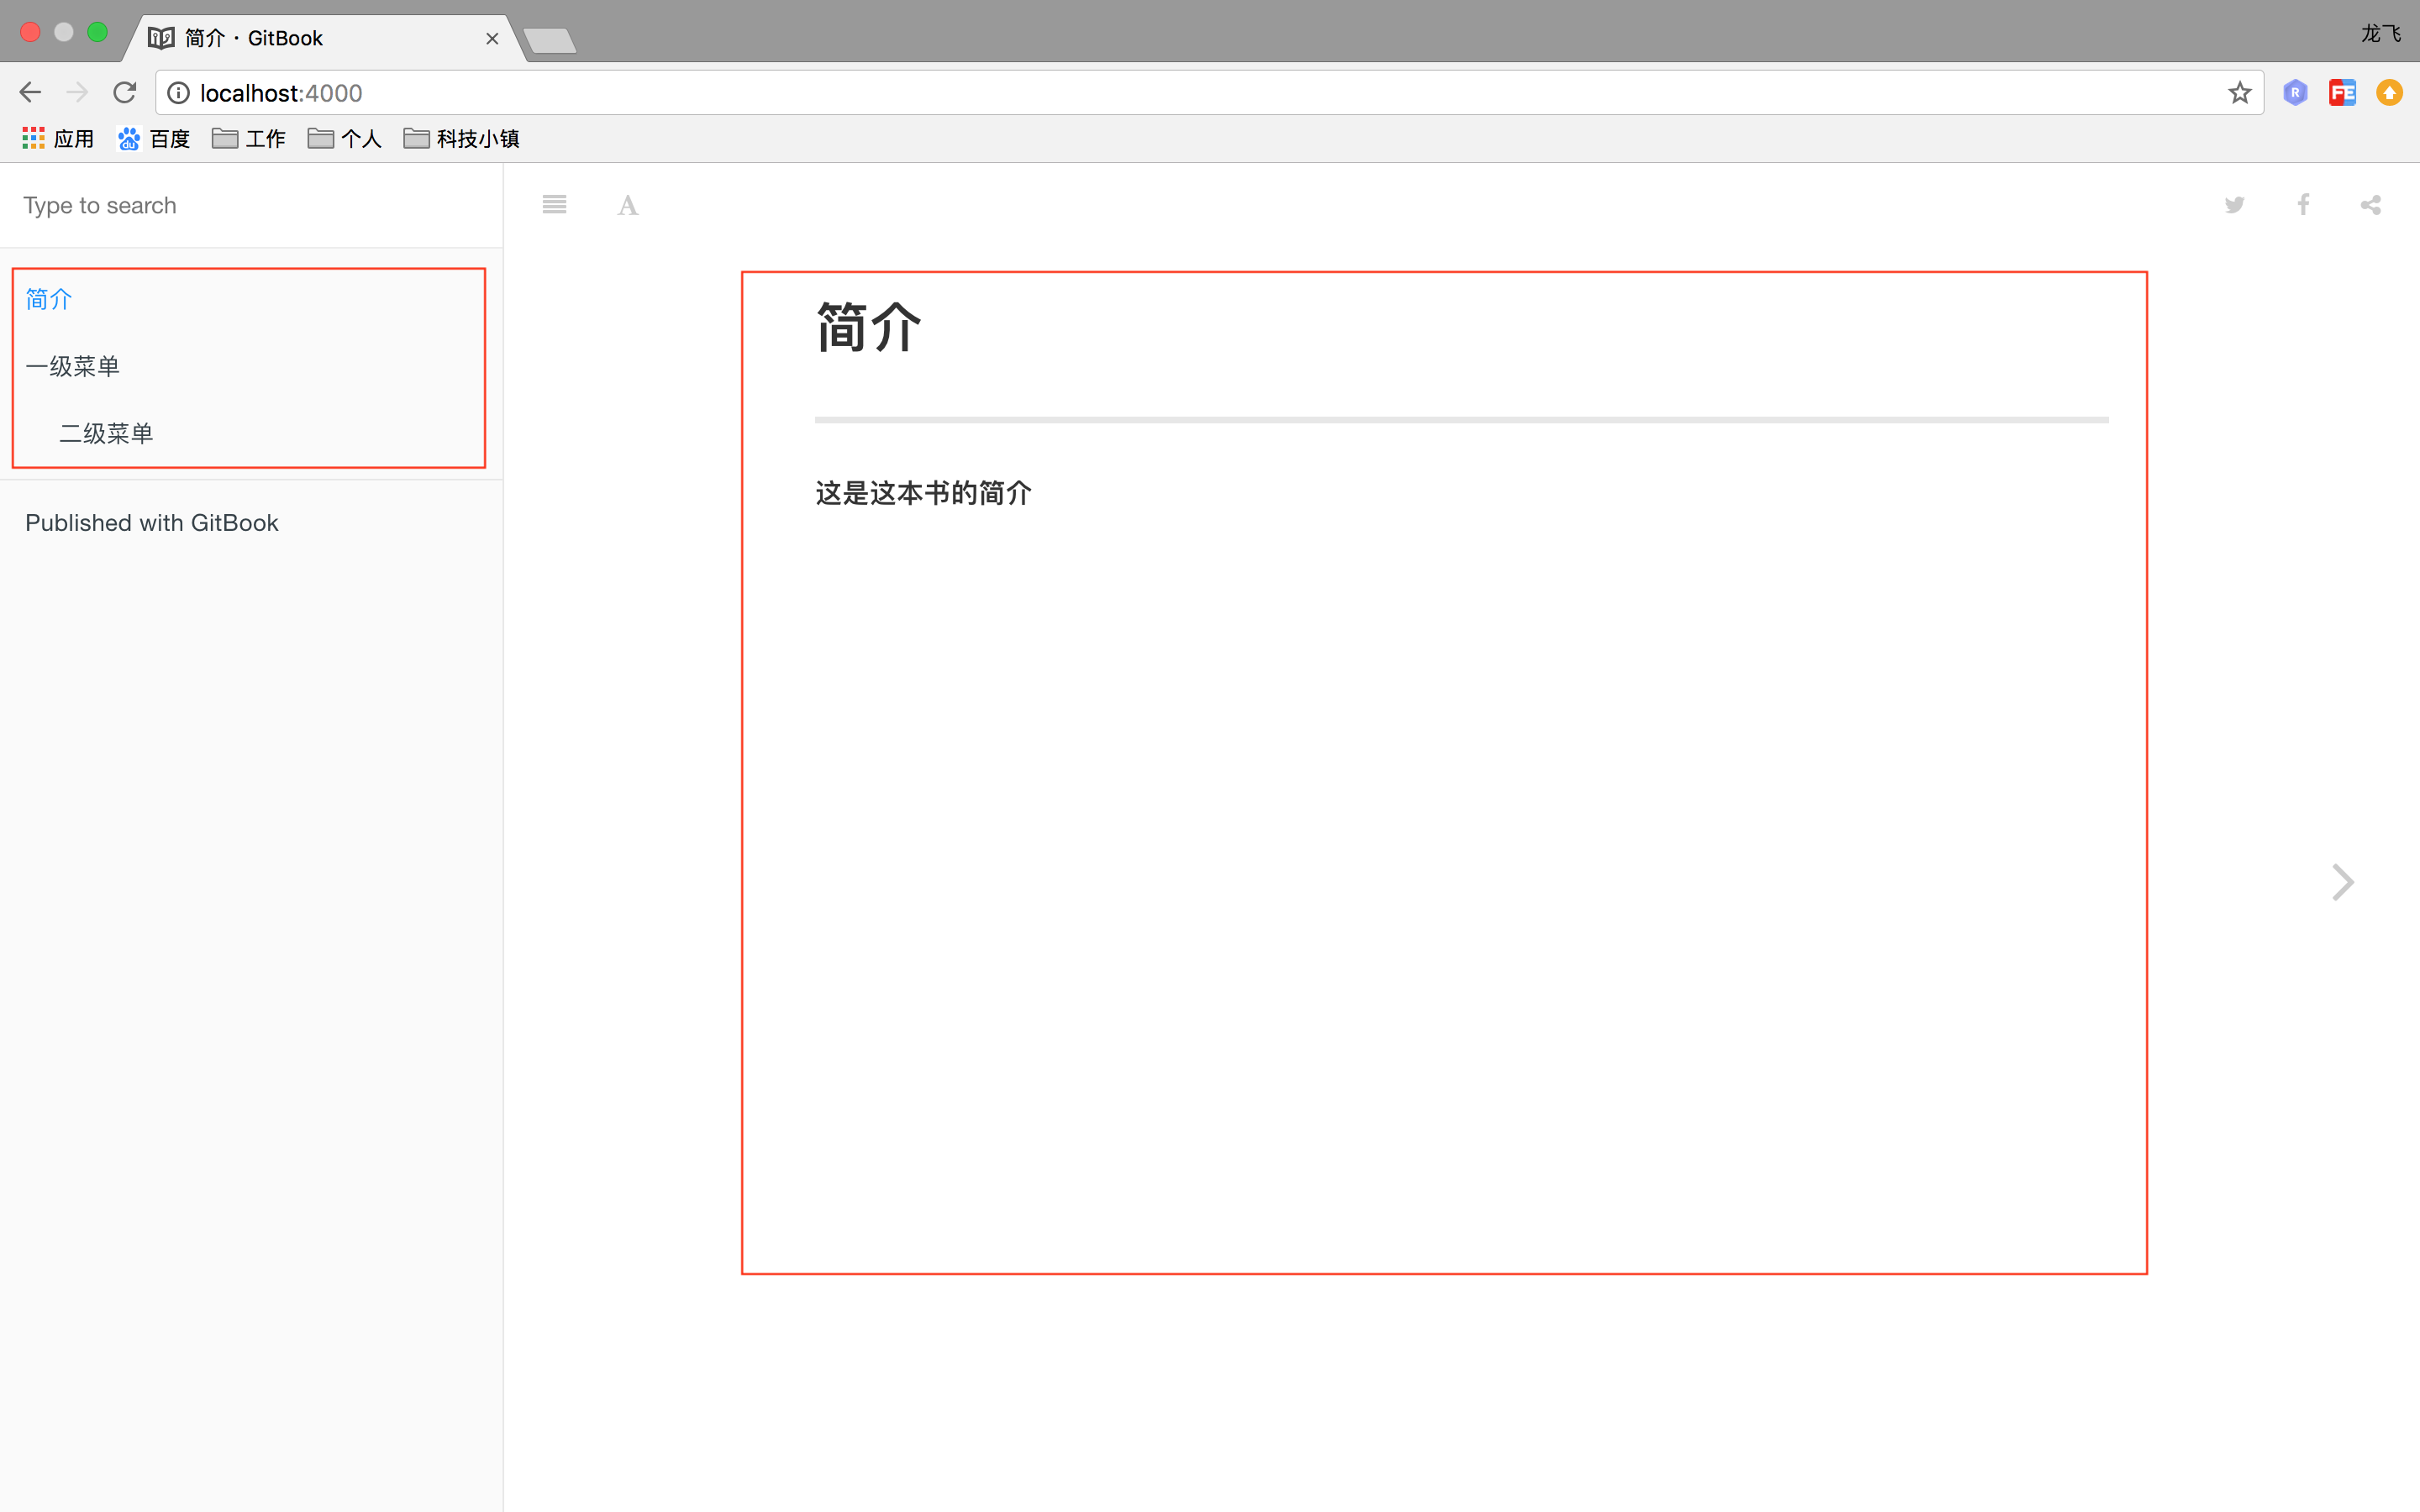 简介 · GitBook
龙飞
localhost:4000
应用 百度 工作 个人 科技小镇
Type to search
A
简介
一级菜单
二级菜单
Published with GitBook
简介
这是这本书的简介